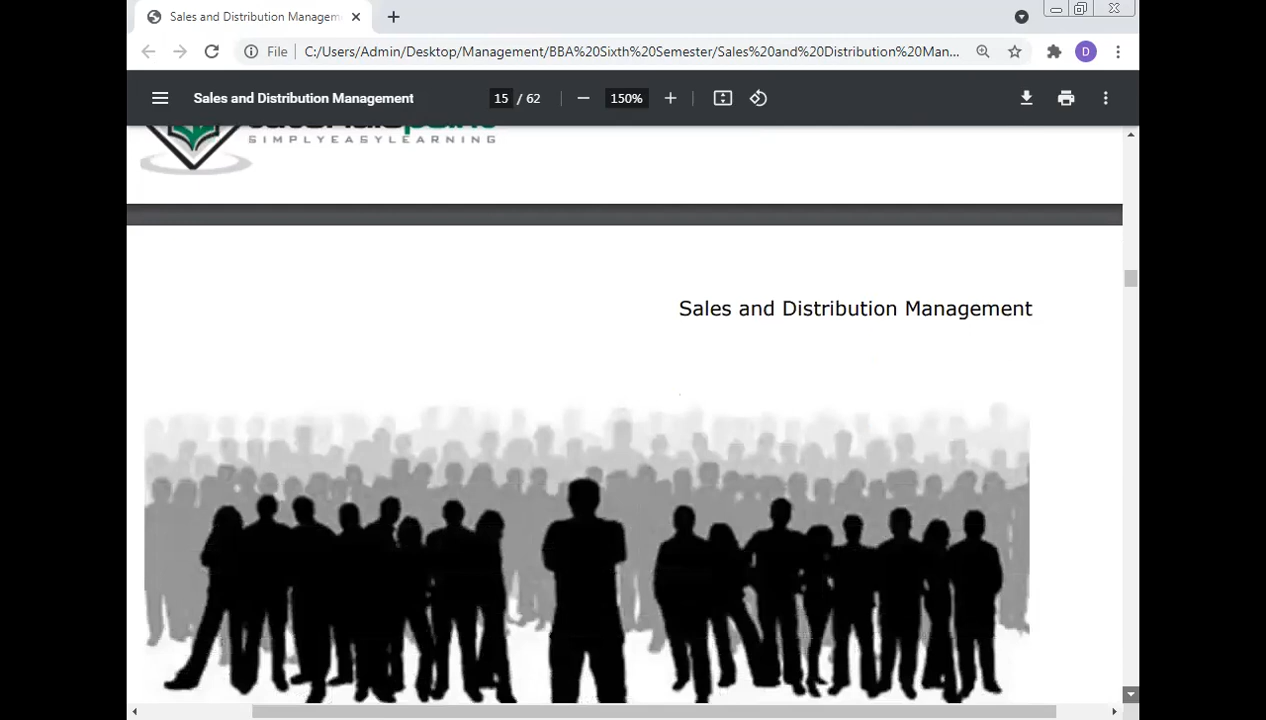 Sales and Distribution Managem
File
C:/Users/Admin/Desktop/Management/BBA%20Sixth%20Semester/Sales%20and%20Distribution%20Man...
D
Sales and Distribution Management
15 / 62
150%
SIMPLYEASYLEARNING
Sales and Distribution Management